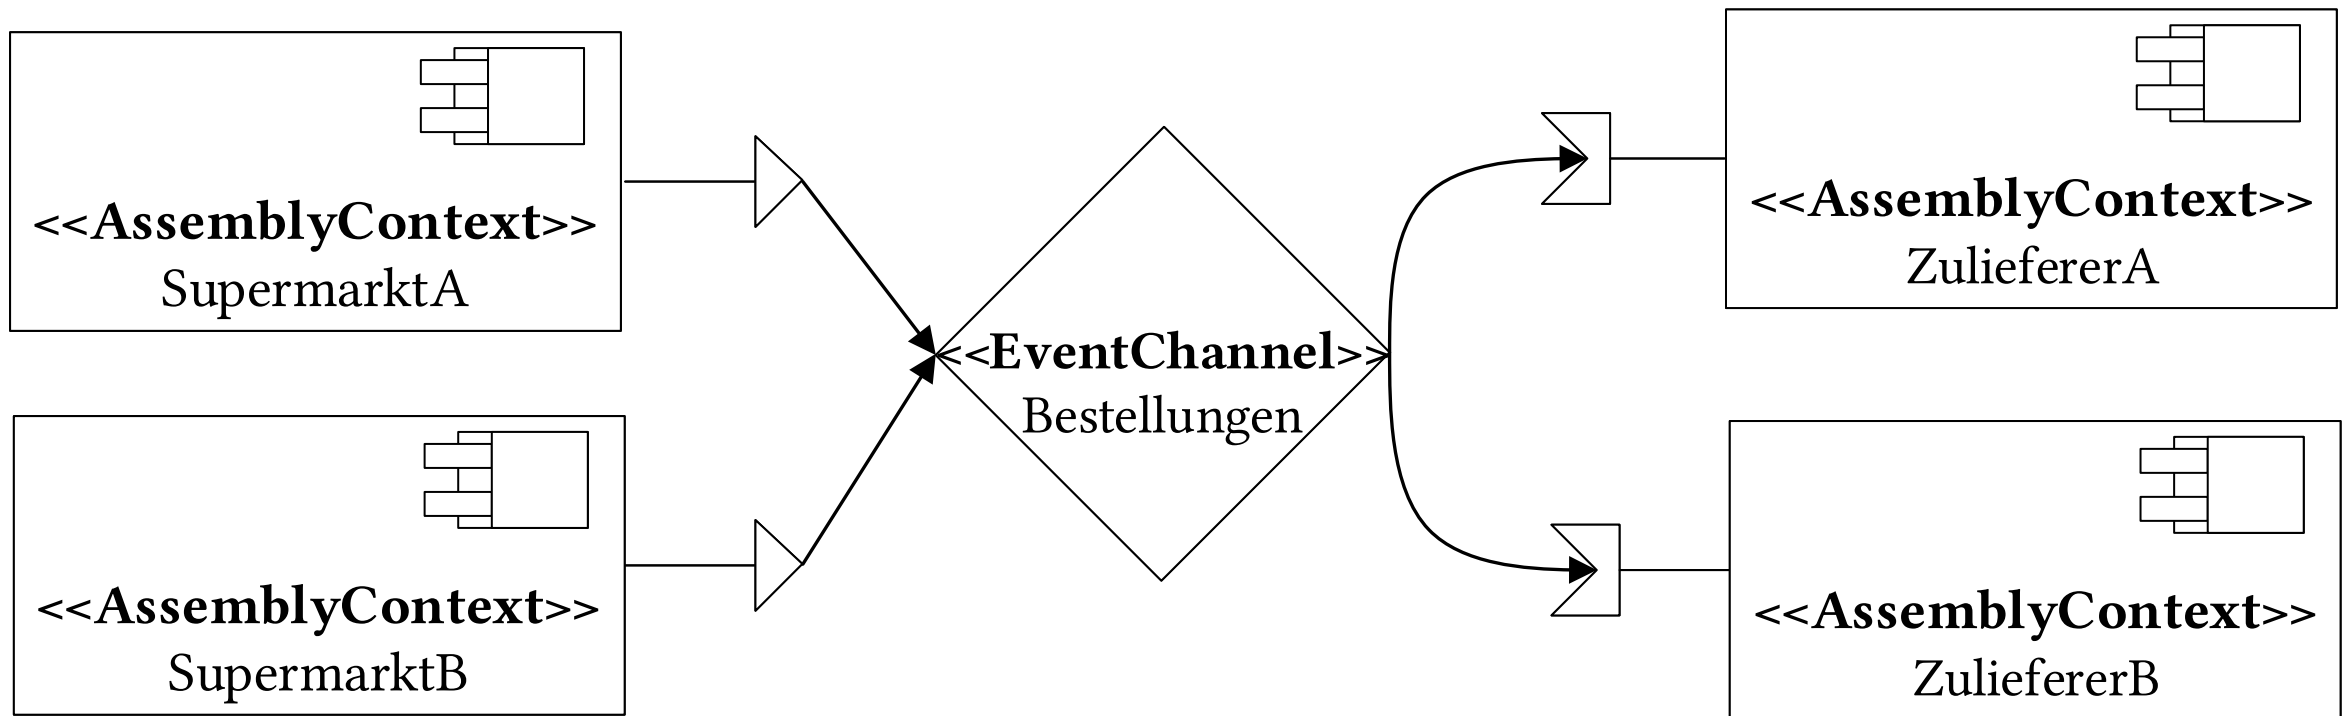 <<AssemblyContext>>
SupermarktA
<<AssemblyContext>>
SupermarktB
<<EventChannel>>
Bestellungen
<<AssemblyContext>>
ZuliefererA
<<AssemblyContext>>
ZuliefererB